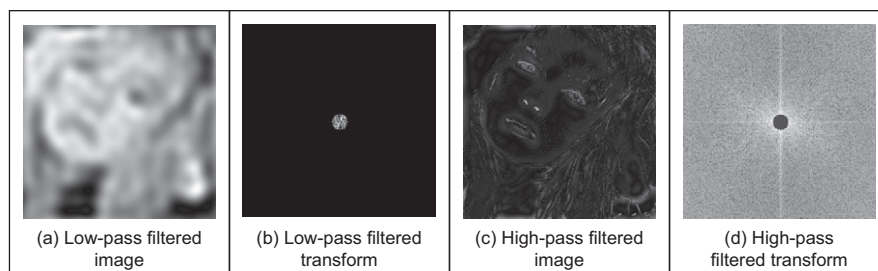 (a) Low-pass filtered
image
(b) Low-pass filtered
transform
(c) High-pass filtered
image
(d) High-pass
filtered transform